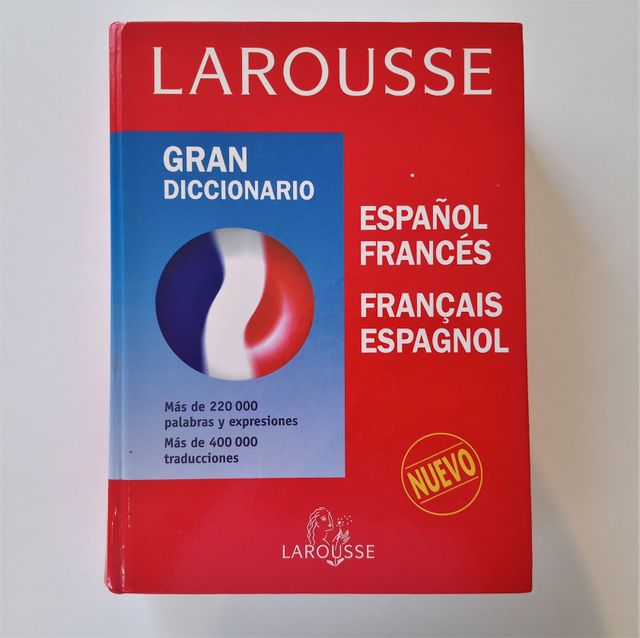 LAROUSSE
GRAN
DICCIONARIO
ESPAÑOL
FRANCÉS
FRANÇAIS
ESPAGNOL
Más de 220 000
palabras y expresiones
Más de 400 000
traducciones
NUEVO
LAROUSSE